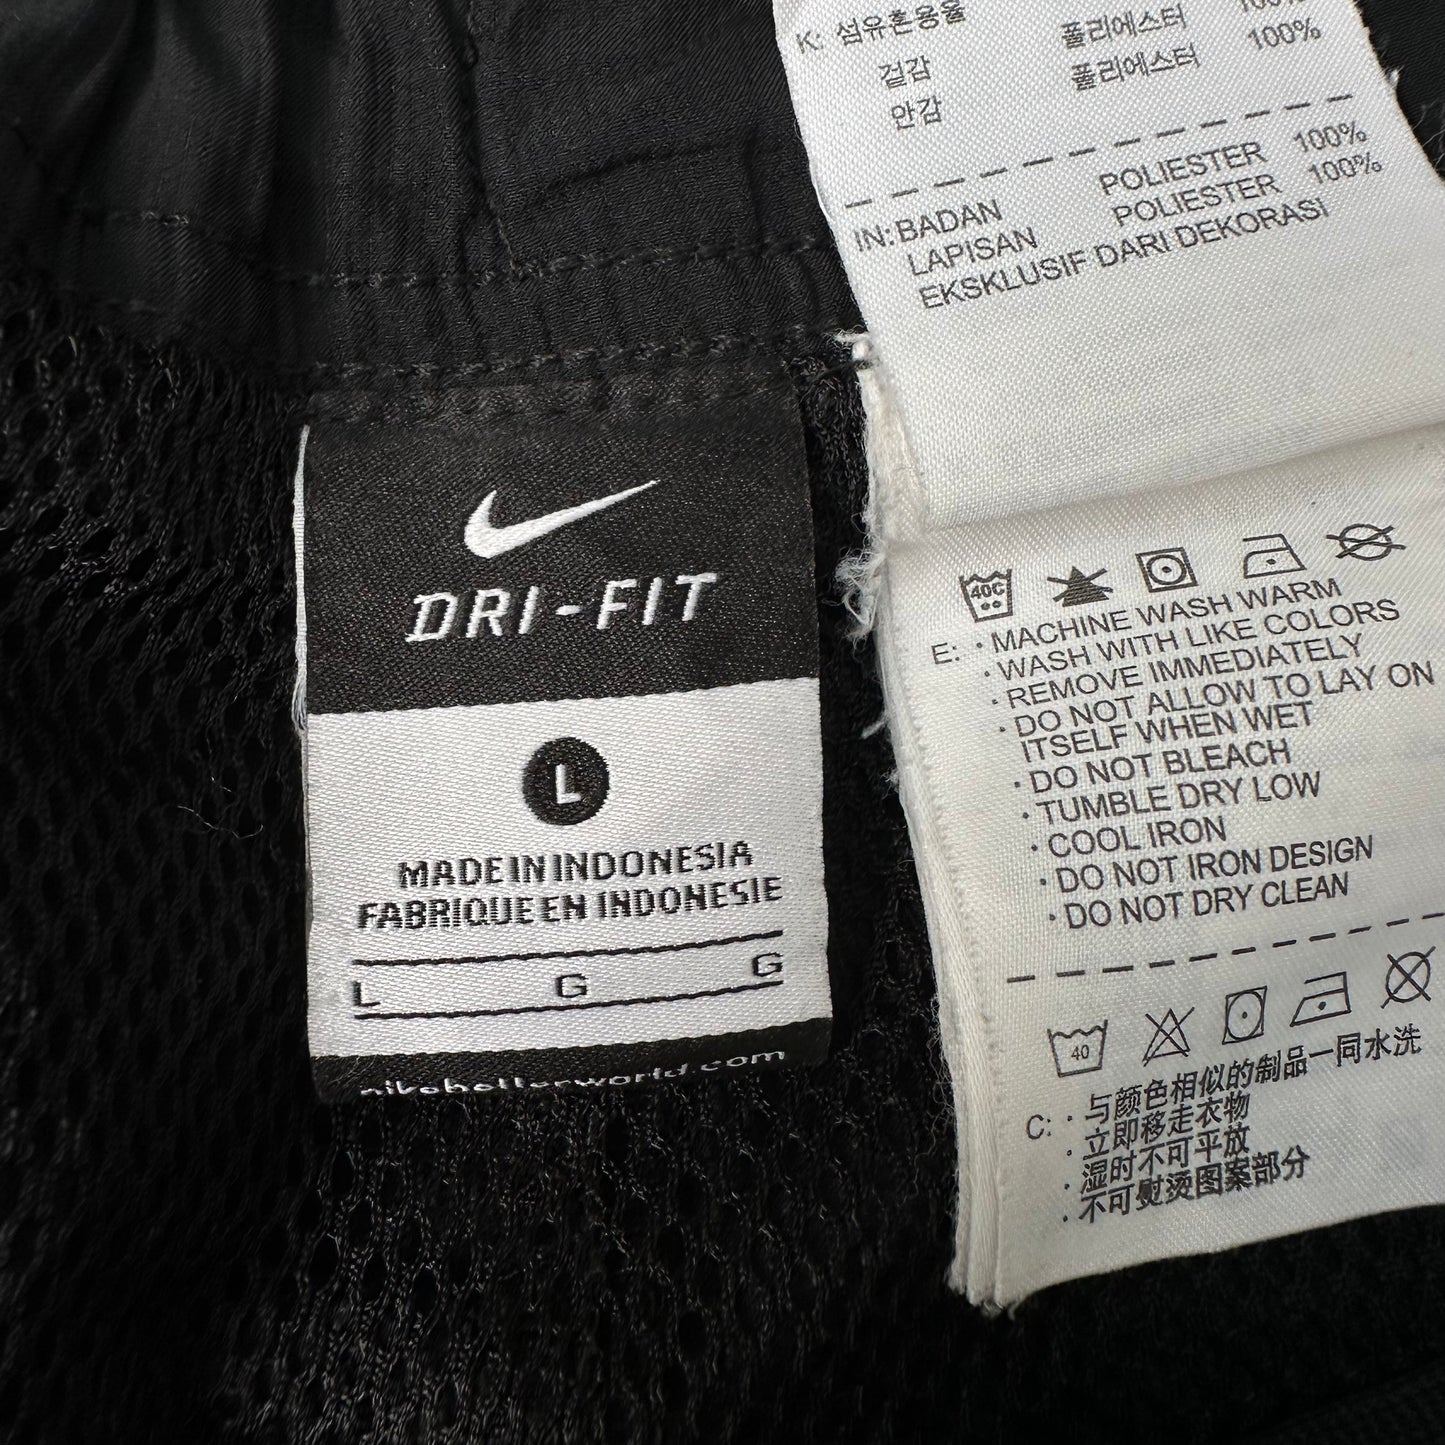 DRI-FIT
L
MADE IN INDONESIA
FABRIQUE EN INDONESIE
L G G
nikebetterworld.com
K: 섬유혼용율
겉감 폴리에스터 100%
안감 폴리에스터 100%
IN: BADAN POLIESTER 100%
LAPISAN POLIESTER 100%
EKSKLUSIF DARI DEKORASI
40C
E: · MACHINE WASH WARM
· WASH WITH LIKE COLORS
· REMOVE IMMEDIATELY
· DO NOT ALLOW TO LAY ON
ITSELF WHEN WET
· DO NOT BLEACH
· TUMBLE DRY LOW
· COOL IRON
· DO NOT IRON DESIGN
· DO NOT DRY CLEAN
40
C: · 与颜色相似的制品一同水洗
· 立即移走衣物
· 湿时不可平放
· 不可熨烫图案部分